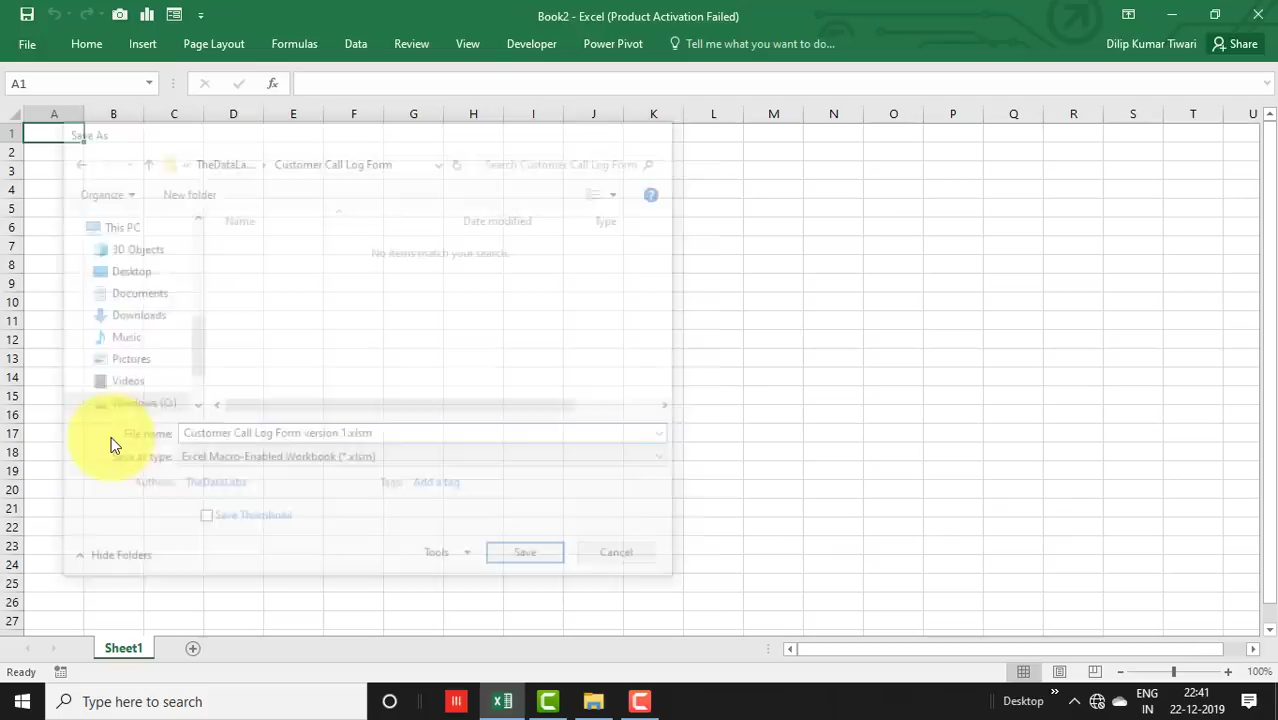 Book2 - Excel (Product Activation Failed)
File Home Insert Page Layout Formulas Data Review View Developer Power Pivot Tell me what you want to do... Dilip Kumar Tiwari Share
A1 fx
A B C D E F G H I J K L M N O P Q R S T U
1
2
3
4
5
6
7
8
9
10
11
12
13
14
15
16
17
18
19
20
21
22
23
24
25
26
27
Save As
« TheDataLa... › Customer Call Log Form Search Customer Call Log Form
Organize New folder ?
Name Date modified Type
This PC
No items match your search.
3D Objects
Desktop
Documents
Downloads
Music
Pictures
Videos
File name: Customer Call Log Form version 1.xlsm
Save as type: Excel Macro-Enabled Workbook (*.xlsm)
Authors: TheDataLabs Tags: Add a tag
Save Thumbnail
Hide Folders Tools Save Cancel
Sheet1
Ready 100%
Type here to search Desktop » ENG 22:41
IN 22-12-2019